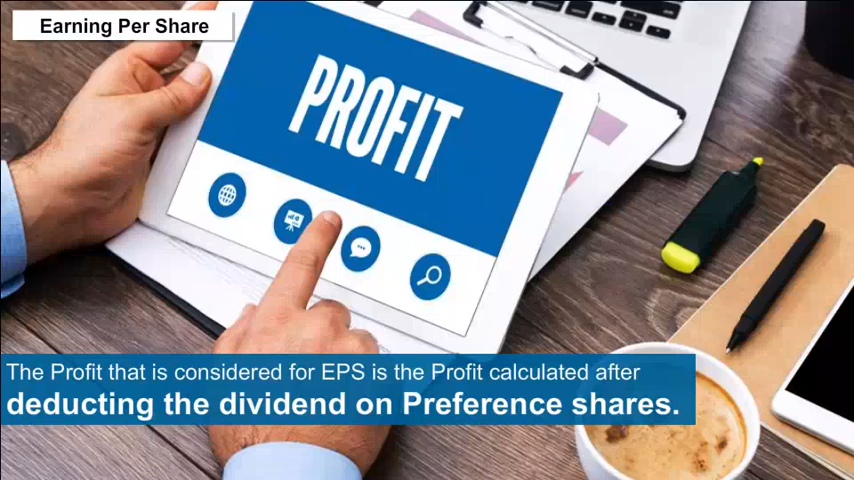 Earning Per Share
PROFIT
The Profit that is considered for EPS is the Profit calculated after
deducting the dividend on Preference shares.